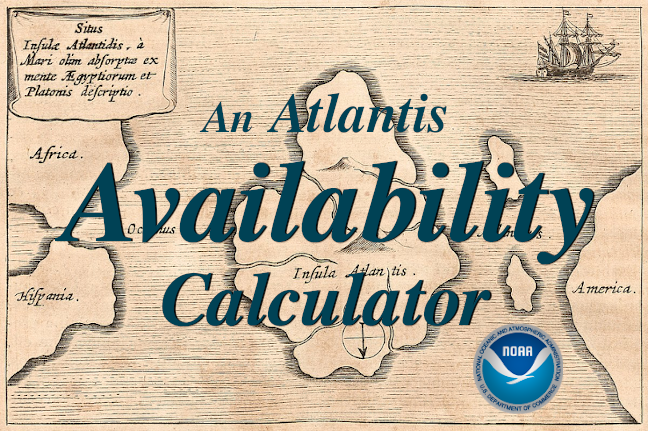 Situs
Insulæ Atlantidis, à
Mari olim absorptæ ex
mente Ægyptiorum et
Platonis descriptio.
An Atlantis
Africa.
Availability
Insula Atlantis.
Calculator
Hispania.
America.
NOAA
NATIONAL OCEANIC AND ATMOSPHERIC ADMINISTRATION
U.S. DEPARTMENT OF COMMERCE